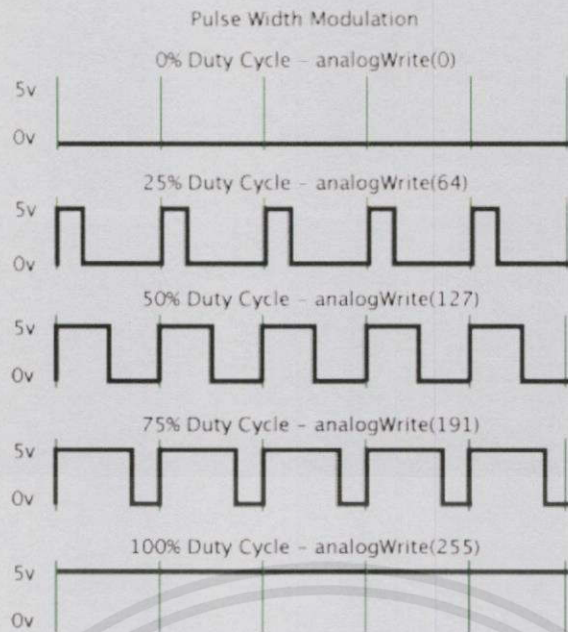 Pulse Width Modulation
0% Duty Cycle – analogWrite(0)
5v
0v
25% Duty Cycle – analogWrite(64)
5v
0v
50% Duty Cycle – analogWrite(127)
5v
0v
75% Duty Cycle – analogWrite(191)
5v
0v
100% Duty Cycle – analogWrite(255)
5v
0v